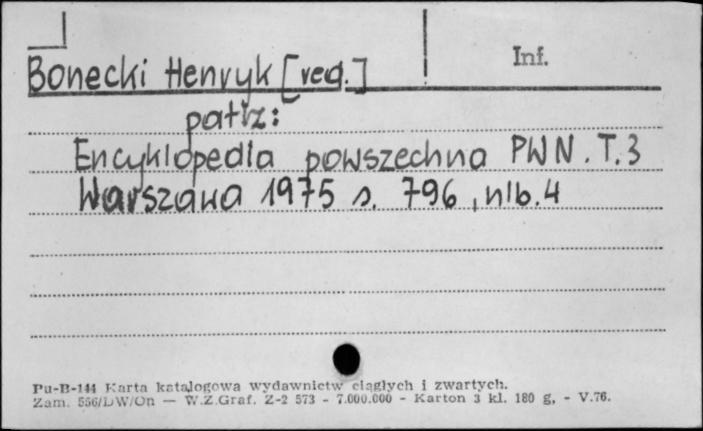 Inf.
Bonecki Henryk [red.]
patrz:
Encyklopedia powszechna PWN. T.3
Warszawa 1975 s. 796, nlb. 4
Pu-B-144 Karta katalogowa wydawnictw ciągłych i zwartych.
Zam. 556/DW/On — W.Z.Graf. Z-2 573 - 7.000.000 - Karton 3 kl. 180 g. - V.76.